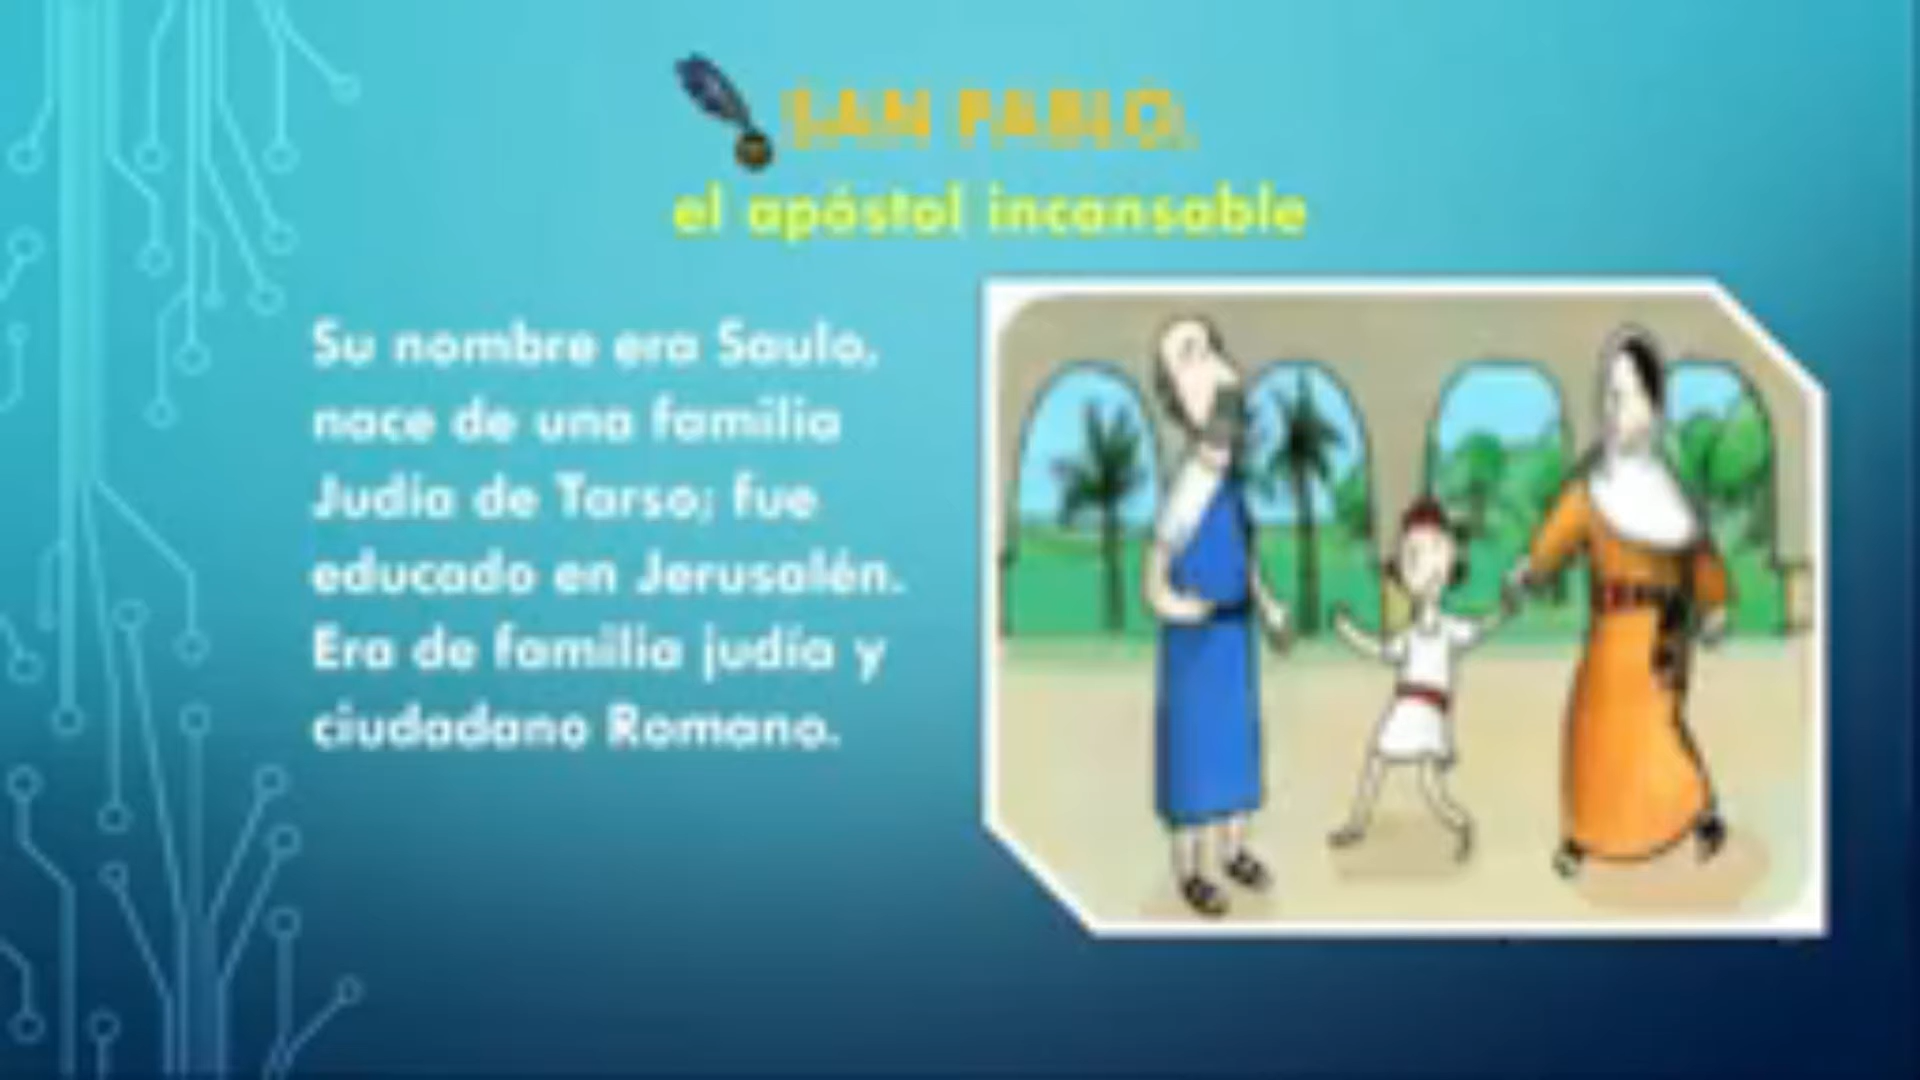 SAN PABLO,
el apóstol incansable
Su nombre era Saulo,
nace de una familia
Judía de Tarso; fue
educado en Jerusalén.
Era de familia judía y
ciudadano Romano.